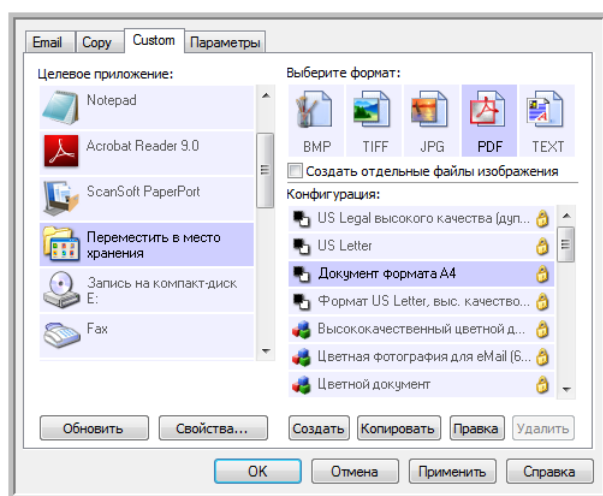 Email Copy Custom Параметры
Целевое приложение:
Notepad
Acrobat Reader 9.0
ScanSoft PaperPort
Переместить в место
хранения
Запись на компакт-диск
E:
Fax
Обновить Свойства...
Выберите формат:
BMP TIFF JPG PDF TEXT
Создать отдельные файлы изображения
Конфигурация:
US Legal высокого качества (дуп...
US Letter
Документ формата A4
Формат US Letter, выс. качество...
Высококачественный цветной д...
Цветная фотография для eMail (6...
Цветной документ
Создать Копировать Правка Удалить
OK Отмена Применить Справка